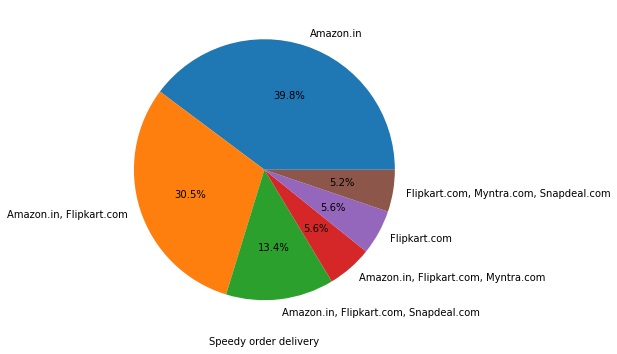 Amazon.in
39.8%
30.5%
Amazon.in, Flipkart.com
13.4%
Amazon.in, Flipkart.com, Snapdeal.com
5.6%
Amazon.in, Flipkart.com, Myntra.com
5.6%
Flipkart.com
5.2%
Flipkart.com, Myntra.com, Snapdeal.com
Speedy order delivery